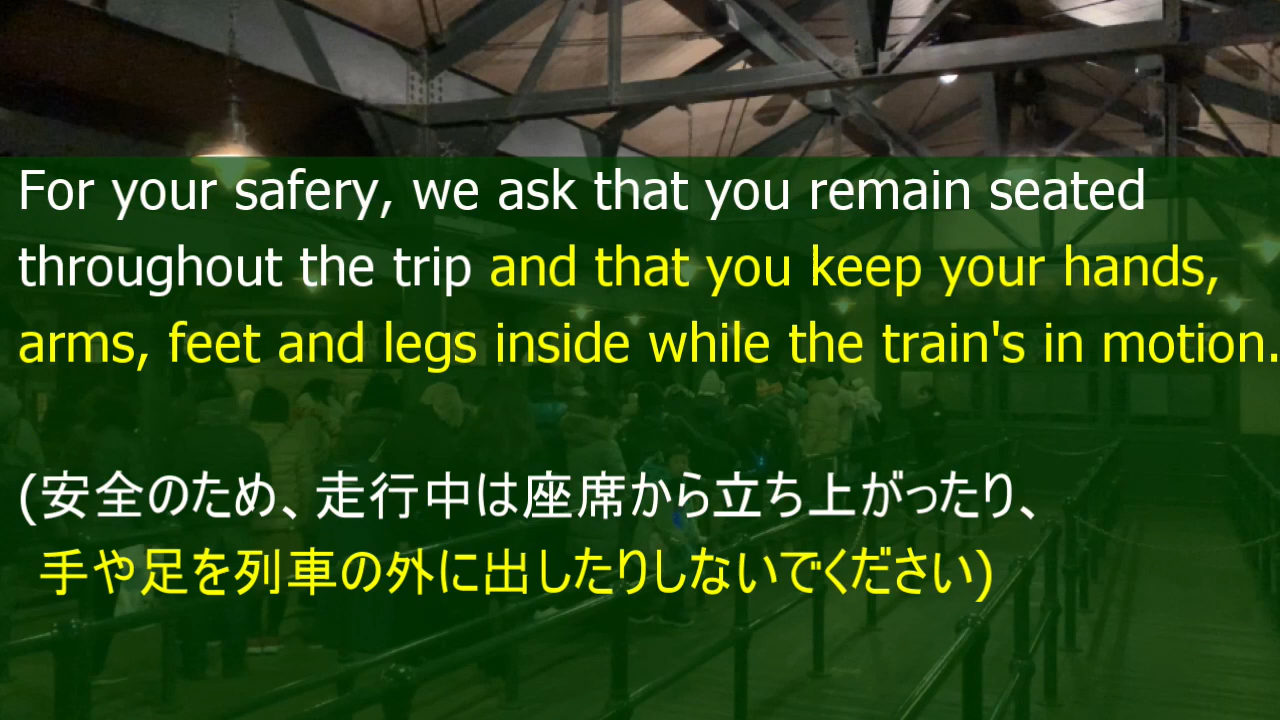 For your safery, we ask that you remain seated
throughout the trip and that you keep your hands,
arms, feet and legs inside while the train's in motion.
(安全のため、走行中は座席から立ち上がったり、
手や足を列車の外に出したりしないでください)